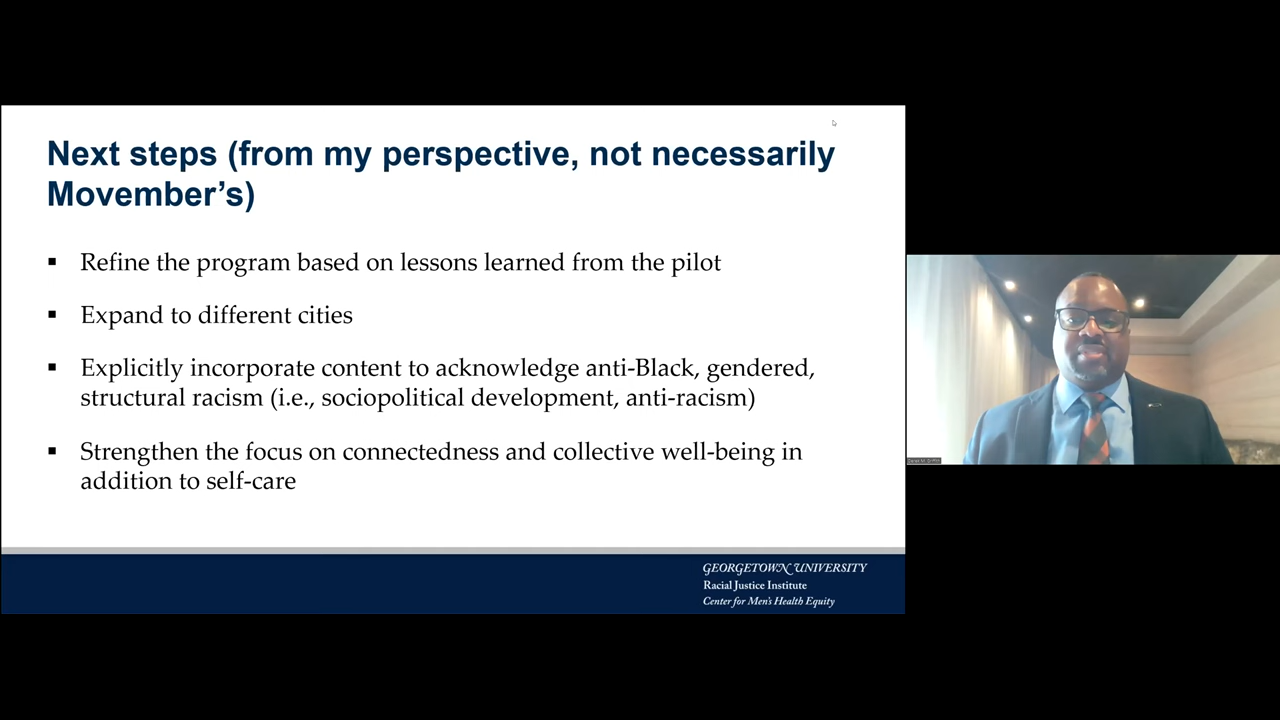 Next steps (from my perspective, not necessarily
Movember's)
▪ Refine the program based on lessons learned from the pilot
▪ Expand to different cities
▪ Explicitly incorporate content to acknowledge anti-Black, gendered,
structural racism (i.e., sociopolitical development, anti-racism)
▪ Strengthen the focus on connectedness and collective well-being in
addition to self-care
GEORGETOWN UNIVERSITY
Racial Justice Institute
Center for Men's Health Equity